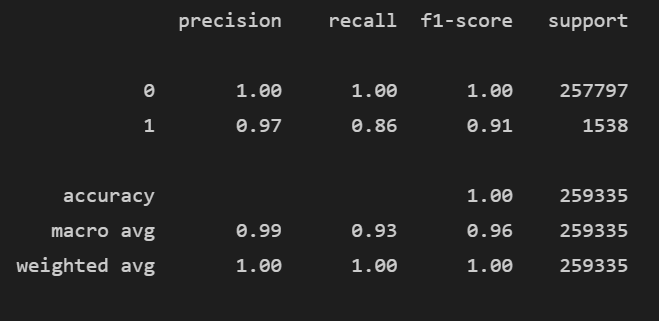 precision recall f1-score support
0 1.00 1.00 1.00 257797
1 0.97 0.86 0.91 1538
accuracy 1.00 259335
macro avg 0.99 0.93 0.96 259335
weighted avg 1.00 1.00 1.00 259335